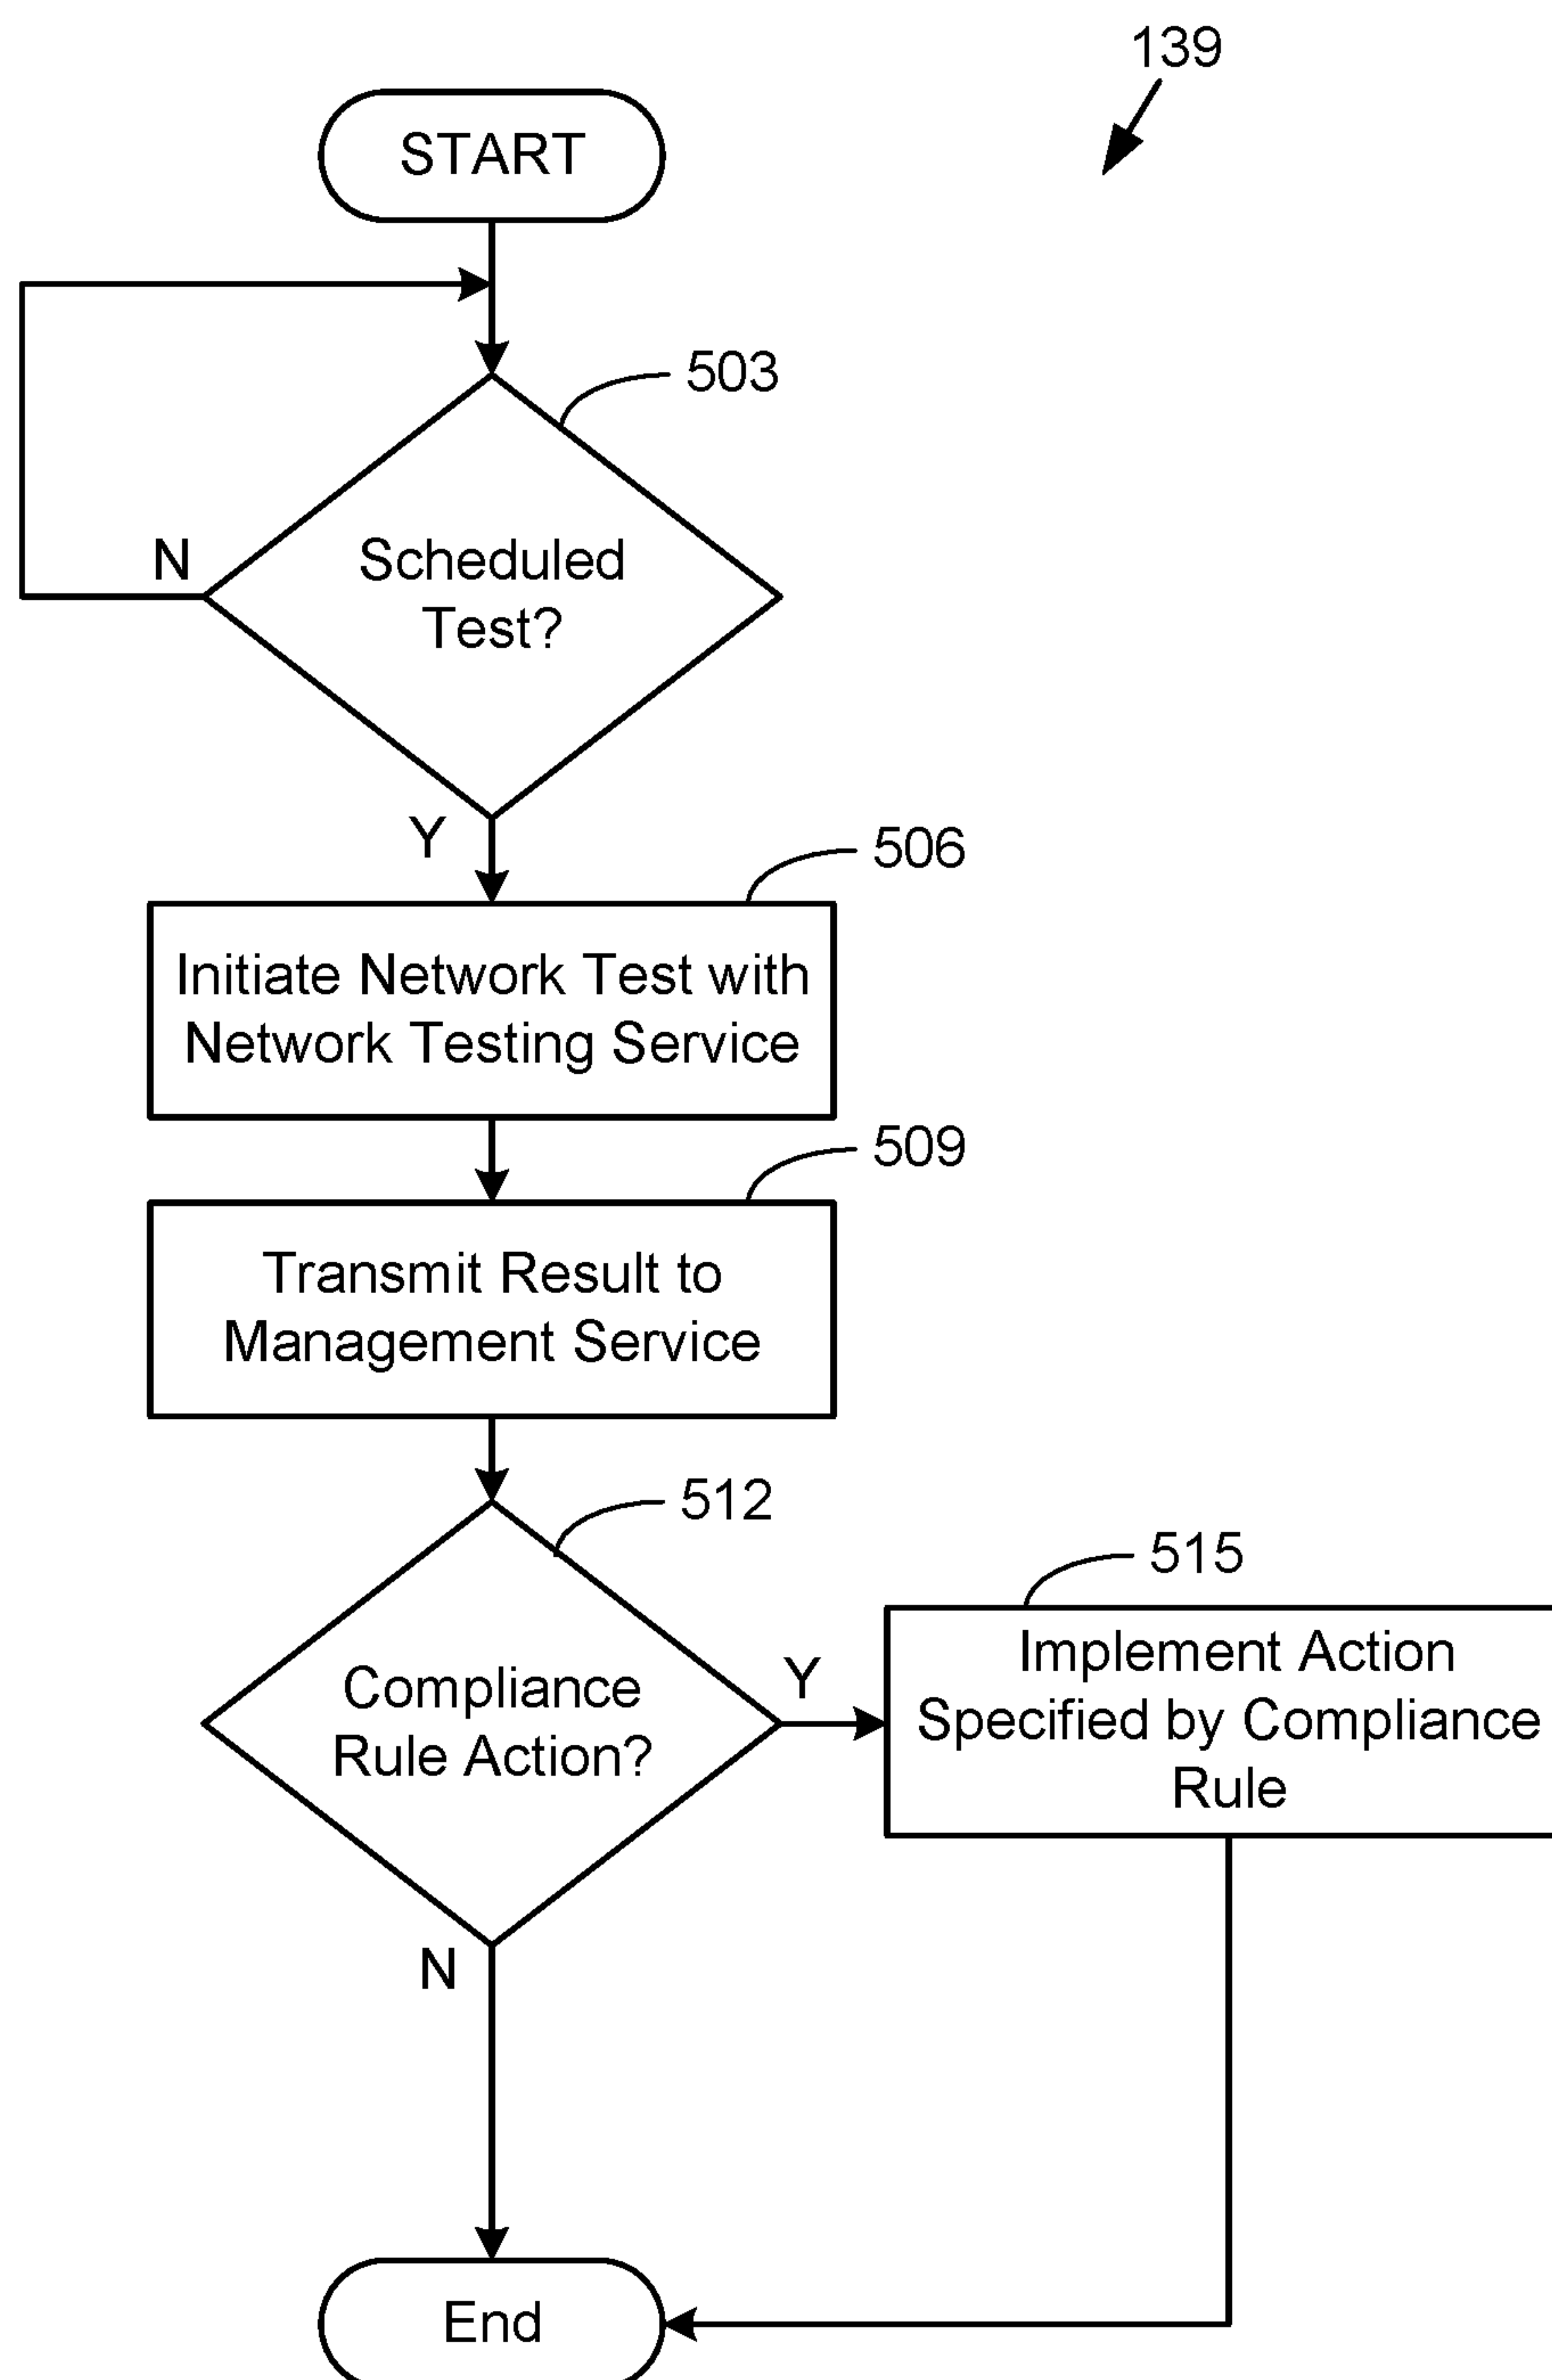 139
START
503
N
Scheduled
Test?
Y
506
Initiate Network Test with
Network Testing Service
509
Transmit Result to
Management Service
512
515
Compliance
Rule Action?
Y
Implement Action
Specified by Compliance
Rule
N
End